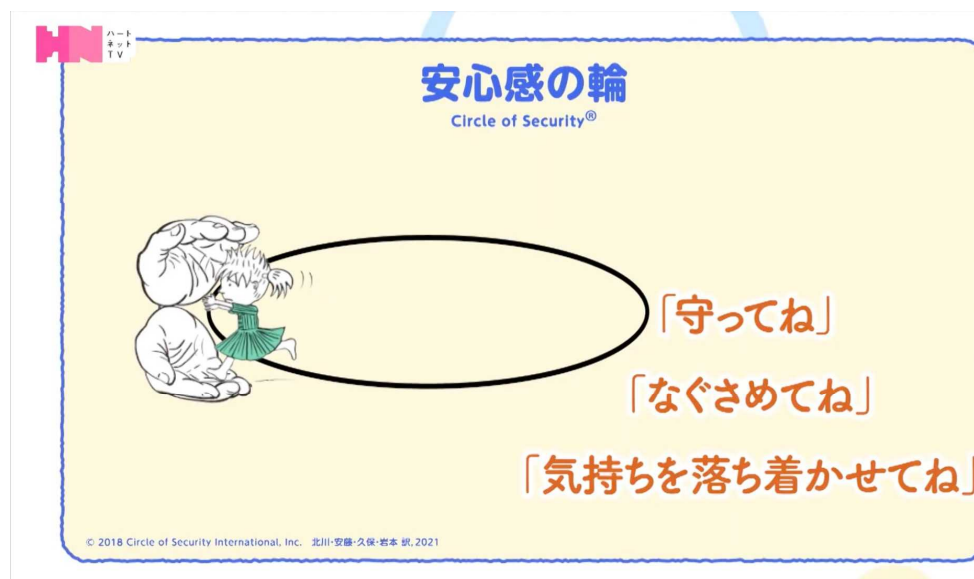 HN
ハート
ネット
TV
安心感の輪
Circle of Security®
「守ってね」
「なぐさめてね」
「気持ちを落ち着かせてね」
© 2018 Circle of Security International, Inc. 北川・安藤・久保・岩本 訳, 2021